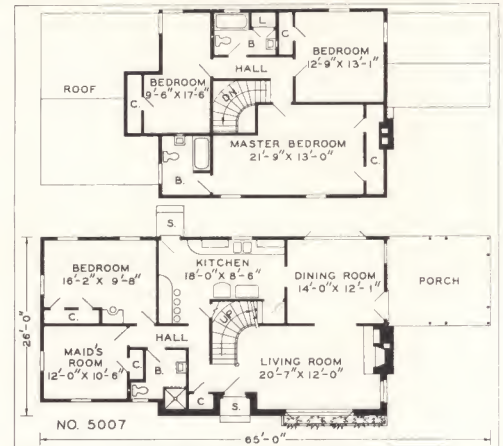 L.
C.
B.
BEDROOM
12'-9" X 13'-1"
HALL
BEDROOM
9'-6" X 17'-6"
ROOF
C.
DN
MASTER BEDROOM
21'-9" X 13'-0"
C.
B.
S.
KITCHEN
18'-0" X 8'-6"
BEDROOM
16'-2" X 9'-8"
DINING ROOM
14'-0" X 12'-1"
PORCH
C.
UP
HALL
26'-0"
MAID'S
ROOM
12'-0" X 10'-6"
C.
B.
LIVING ROOM
20'-7" X 12'-0"
C.
S.
NO. 5007
65'-0"